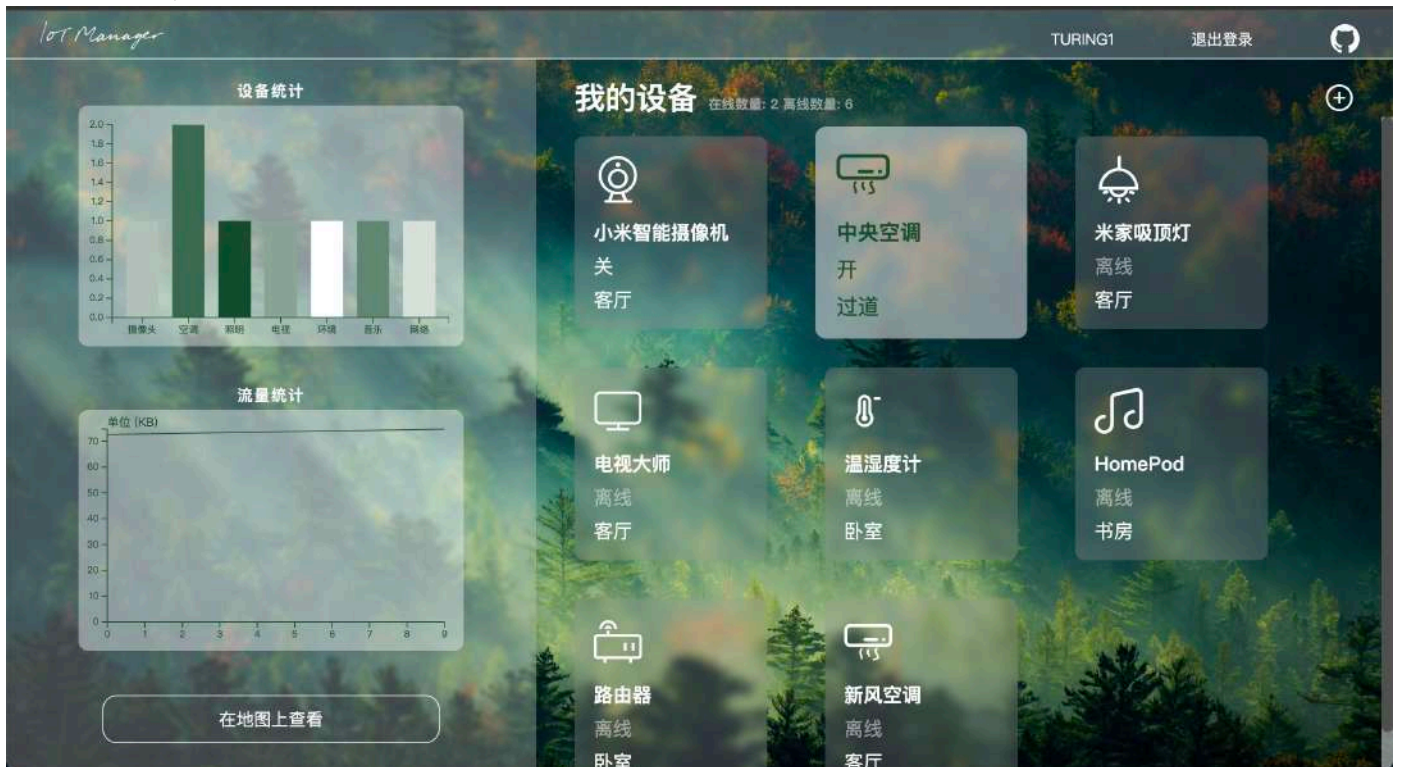 IoT Manager
TURING1
退出登录
设备统计
2.0
1.8
1.6
1.4
1.2
1.0
0.8
0.6
0.4
0.2
0.0
摄像头 空调 照明 电视 环境 音乐 网络
流量统计
单位 (KB)
70
60
50
40
30
20
10
0
0 1 2 3 4 5 6 7 8 9
在地图上查看
我的设备 在线数量: 2 离线数量: 6
小米智能摄像机
关
客厅
中央空调
开
过道
米家吸顶灯
离线
客厅
电视大师
离线
客厅
温湿度计
离线
卧室
HomePod
离线
书房
路由器
离线
卧室
新风空调
离线
客厅